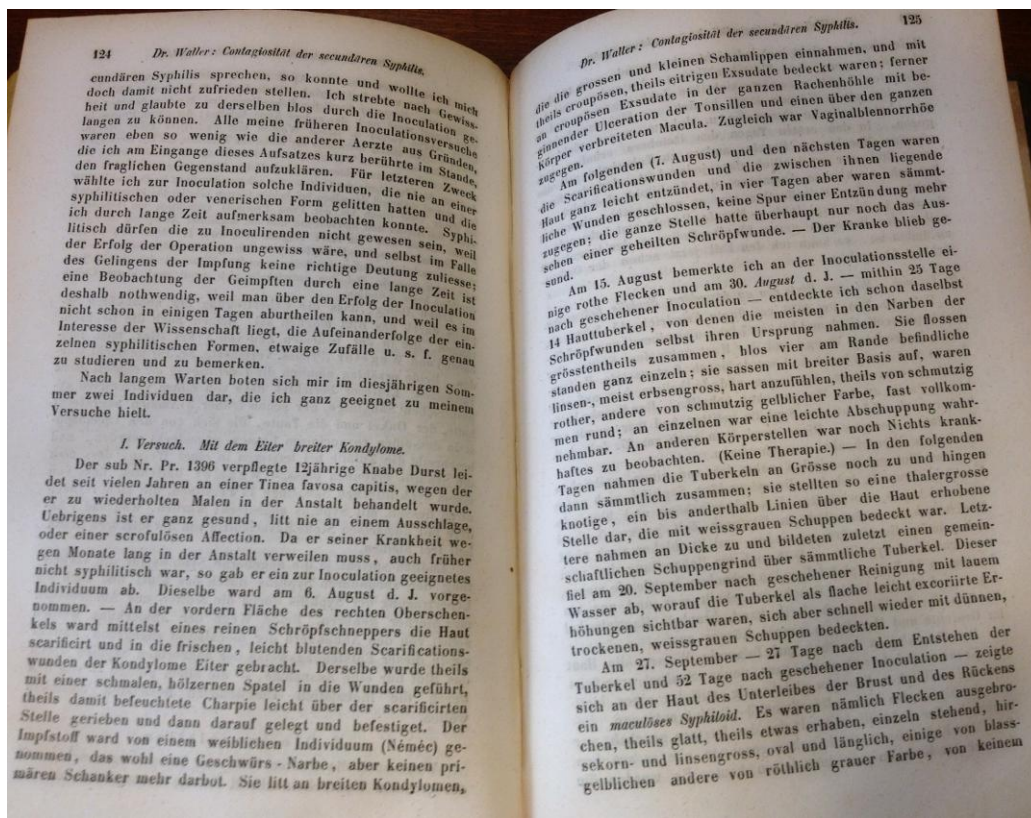 124 Dr. Waller: Contagiosität der secundären Syphilis.
cundären Syphilis sprechen, so konnte und wollte ich mich
doch damit nicht zufrieden stellen. Ich strebte nach Gewiss-
heit und glaubte zu derselben blos durch die Inoculation ge-
langen zu können. Alle meine früheren Inoculationsversuche
waren eben so wenig wie die anderer Aerzte aus Gründen,
die ich am Eingange dieses Aufsatzes kurz berührte im Stande,
den fraglichen Gegenstand aufzuklären. Für letzteren Zweck
wählte ich zur Inoculation solche Individuen, die nie an einer
syphilitischen oder venerischen Form gelitten hatten und die
ich durch lange Zeit aufmerksam beobachten konnte. Syphi-
litisch dürfen die zu Inoculirenden nicht gewesen sein, weil
der Erfolg der Operation ungewiss wäre, und selbst im Falle
des Gelingens der Impfung keine richtige Deutung zuliesse;
eine Beobachtung der Geimpften durch eine lange Zeit ist
deshalb nothwendig, weil man über den Erfolg der Inoculation
nicht schon in einigen Tagen aburtheilen kann, und weil es im
Interesse der Wissenschaft liegt, die Aufeinanderfolge der ein-
zelnen syphilitischen Formen, etwaige Zufälle u. s. f. genau
zu studieren und zu bemerken.
Nach langem Warten boten sich mir im diesjährigen Som-
mer zwei Individuen dar, die ich ganz geeignet zu meinem
Versuche hielt.
I. Versuch. Mit dem Eiter breiter Kondylome.
Der sub Nr. Pr. 1396 verpflegte 12jährige Knabe Durst lei-
det seit vielen Jahren an einer Tinea favosa capitis, wegen der
er zu wiederholten Malen in der Anstalt behandelt wurde.
Uebrigens ist er ganz gesund, litt nie an einem Ausschlage,
oder einer scrofulösen Affection. Da er seiner Krankheit we-
gen Monate lang in der Anstalt verweilen muss, auch früher
nicht syphilitisch war, so gab er ein zur Inoculation geeignetes
Individuum ab. Dieselbe ward am 6. August d. J. vorge-
nommen. — An der vordern Fläche des rechten Oberschen-
kels ward mittelst eines reinen Schröpfschneppers die Haut
scarificirt und in die frischen, leicht blutenden Scarifications-
wunden der Kondylome Eiter gebracht. Derselbe wurde theils
mit einer schmalen, hölzernen Spatel in die Wunden geführt,
theils damit befeuchtete Charpie leicht über der scarificirten
Stelle gerieben und dann darauf gelegt und befestiget. Der
Impfstoff ward von einem weiblichen Individuum (Néméc) ge-
nommen, das wohl eine Geschwürs-Narbe, aber keinen pri-
mären Schanker mehr darbot. Sie litt an breiten Kondylomen,
Dr. Waller: Contagiosität der secundären Syphilis. 125
die die grossen und kleinen Schamlippen einnahmen, und mit
theils croupösen, theils eitrigen Exsudate bedeckt waren; ferner
an croupösen Exsudate in der ganzen Rachenhöhle mit be-
ginnender Ulceration der Tonsillen und einen über den ganzen
Körper verbreiteten Macula. Zugleich war Vaginalblennorrhöe
zugegen.
Am folgenden (7. August) und den nächsten Tagen waren
die Scarificationswunden und die zwischen ihnen liegende
Haut ganz leicht entzündet, in vier Tagen aber waren sämmt-
liche Wunden geschlossen, keine Spur einer Entzündung mehr
zugegen; die ganze Stelle hatte überhaupt nur noch das Aus-
sehen einer geheilten Schröpfwunde. — Der Kranke blieb ge-
sund.
Am 15. August bemerkte ich an der Inoculationsstelle ei-
nige rothe Flecken und am 30. August d. J. — mithin 25 Tage
nach geschehener Inoculation — entdeckte ich schon daselbst
14 Hauttuberkel, von denen die meisten in den Narben der
Schröpfwunden selbst ihren Ursprung nahmen. Sie flossen
grösstentheils zusammen, blos vier am Rande befindliche
standen ganz einzeln; sie sassen mit breiter Basis auf, waren
linsen-, meist erbsengross, hart anzufühlen, theils von schmutzig
rother, andere von schmutzig gelblicher Farbe, fast vollkom-
men rund; an einzelnen war eine leichte Abschuppung wahr-
nehmbar. An anderen Körperstellen war noch Nichts krank-
haftes zu beobachten. (Keine Therapie.) — In den folgenden
Tagen nahmen die Tuberkeln an Grösse noch zu und hingen
dann sämmtlich zusammen; sie stellten so eine thalergrosse
knotige, ein bis anderthalb Linien über die Haut erhobene
Stelle dar, die mit weissgrauen Schuppen bedeckt war. Letz-
tere nahmen an Dicke zu und bildeten zuletzt einen gemein-
schaftlichen Schuppengrind über sämmtliche Tuberkel. Dieser
fiel am 20. September nach geschehener Reinigung mit lauem
Wasser ab, worauf die Tuberkel als flache leicht excoriirte Er-
höhungen sichtbar waren, sich aber schnell wieder mit dünnen,
trockenen, weissgrauen Schuppen bedeckten.
Am 27. September — 27 Tage nach dem Entstehen der
Tuberkel und 52 Tage nach geschehener Inoculation — zeigte
sich an der Haut des Unterleibes der Brust und des Rückens
ein maculöses Syphiloid. Es waren nämlich Flecken ausgebro-
chen, theils glatt, theils etwas erhaben, einzeln stehend, hir-
sekorn- und linsengross, oval und länglich, einige von blass-
gelblichen andere von röthlich grauer Farbe, von keinem